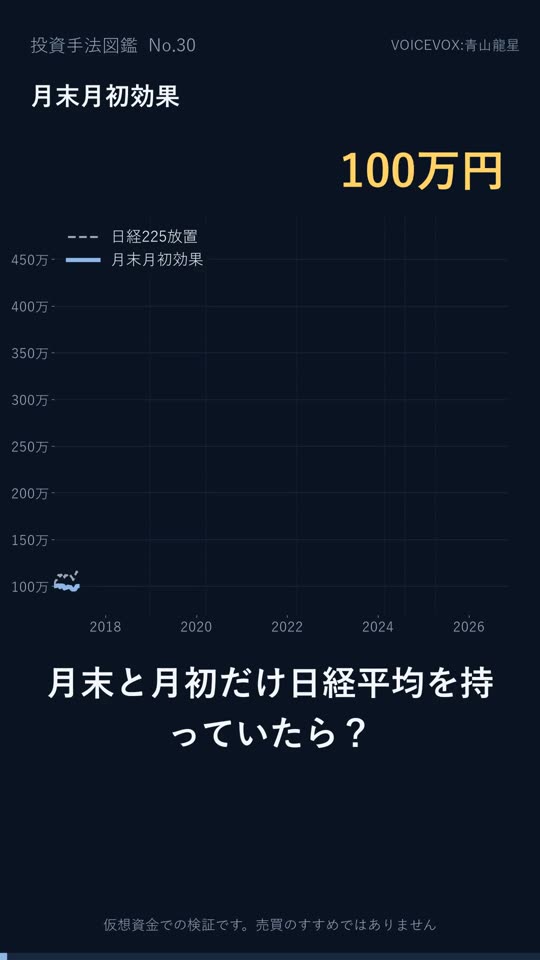 投資手法図鑑 No.30
VOICEVOX:青山龍星
月末月初効果
100万円
日経225放置
月末月初効果
450万
400万
350万
300万
250万
200万
150万
100万
2018 2020 2022 2024 2026
月末と月初だけ日経平均を持
っていたら？
仮想資金での検証です。売買のすすめではありません